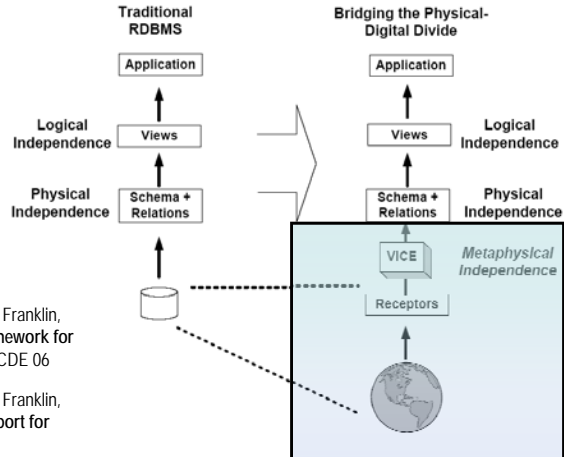 Traditional
RDBMS
Application
Logical
Independence
Views
Physical
Independence
Schema +
Relations
Bridging the Physical-
Digital Divide
Application
Views
Logical
Independence
Schema +
Relations
Physical
Independence
VICE
Metaphysical
Independence
Receptors
Franklin,
nework for
CDE 06
Franklin,
port for